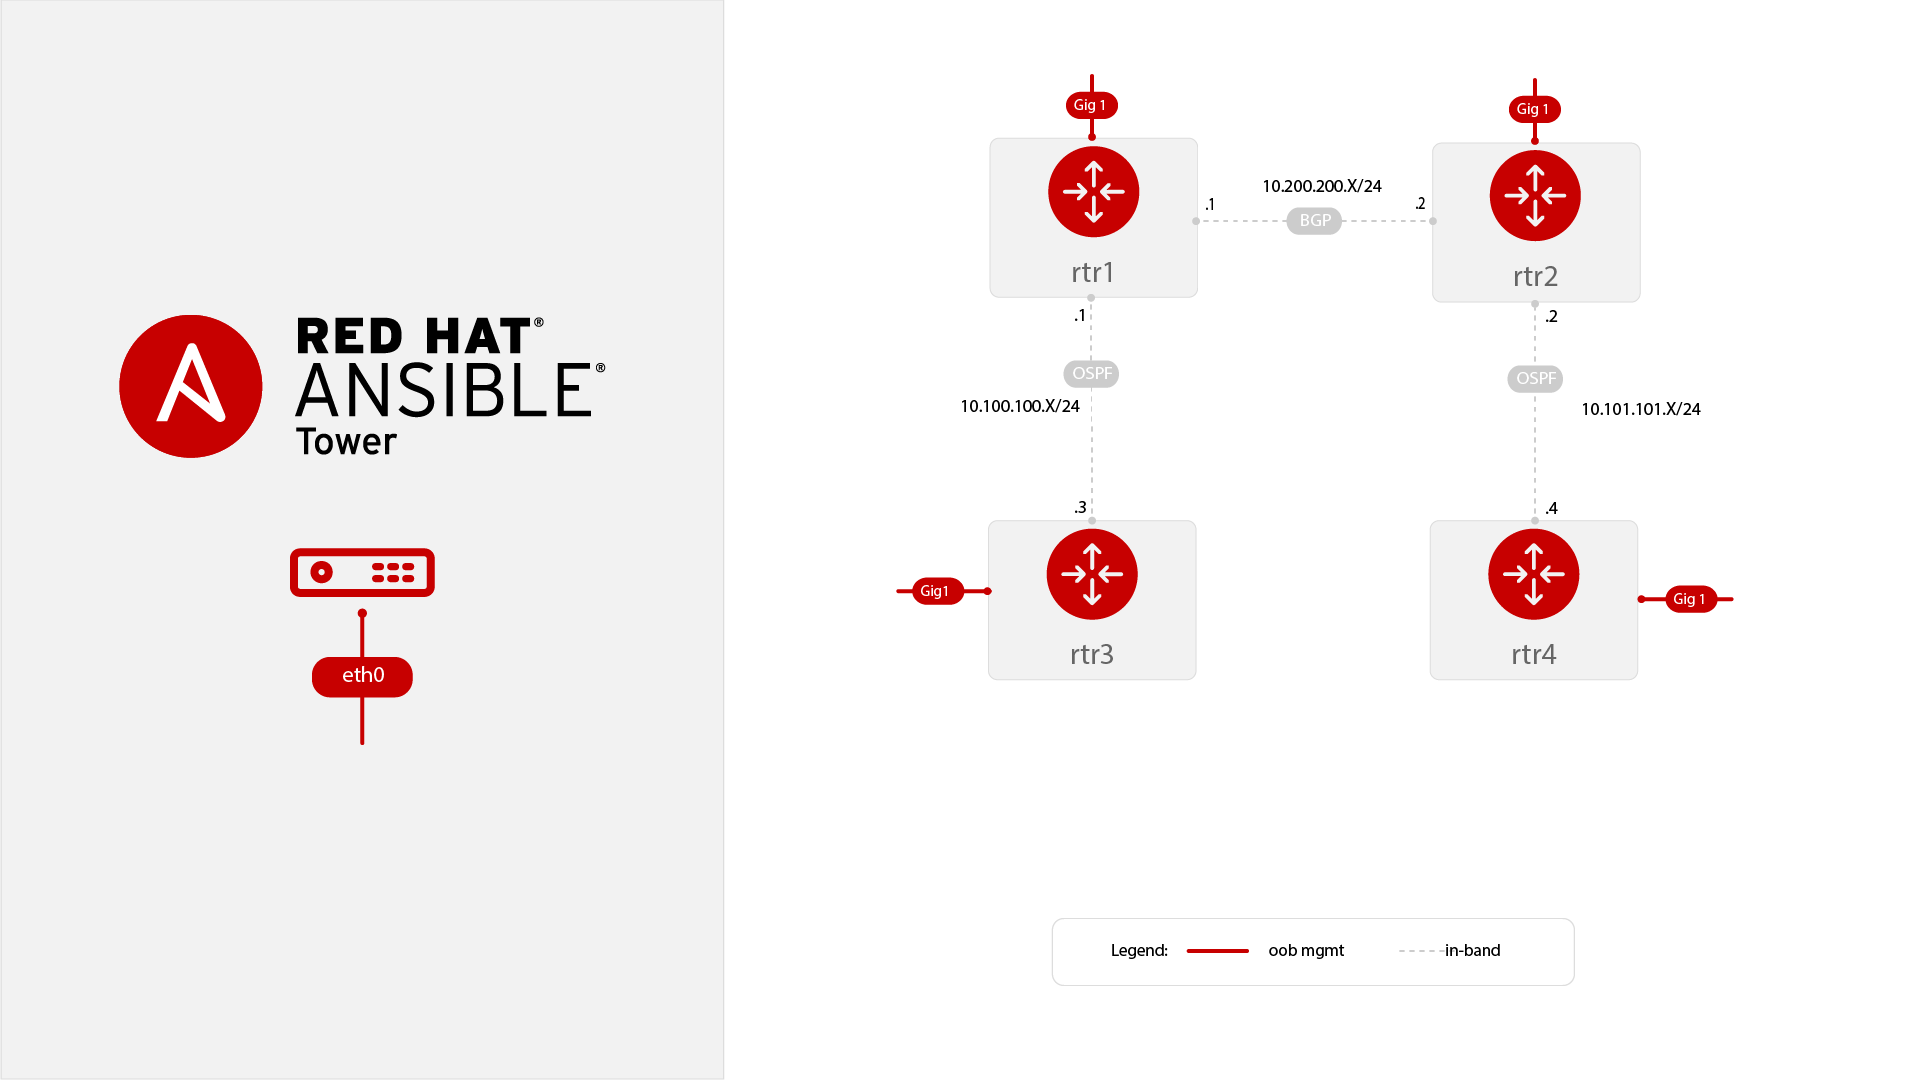 RED HAT®
ANSIBLE®
Tower
eth0
Gig 1
Gig 1
10.200.200.X/24
.1
.2
BGP
rtr1
rtr2
.1
.2
OSPF
OSPF
10.100.100.X/24
10.101.101.X/24
.3
.4
Gig1
Gig 1
rtr3
rtr4
Legend: oob mgmt in-band